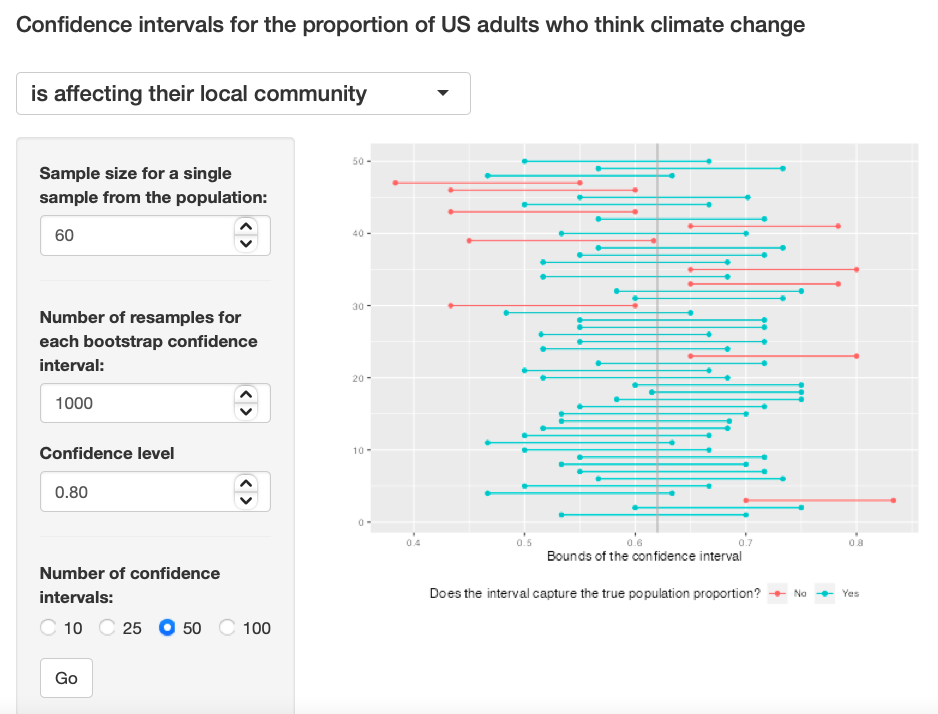 Confidence intervals for the proportion of US adults who think climate change
is affecting their local community
Sample size for a single
sample from the population:
60
Number of resamples for
each bootstrap confidence
interval:
1000
Confidence level
0.80
Number of confidence
intervals:
10 25 50 100
Go
50
40
30
20
10
0
0.4 0.5 0.6 0.7 0.8
Bounds of the confidence interval
Does the interval capture the true population proportion? No Yes